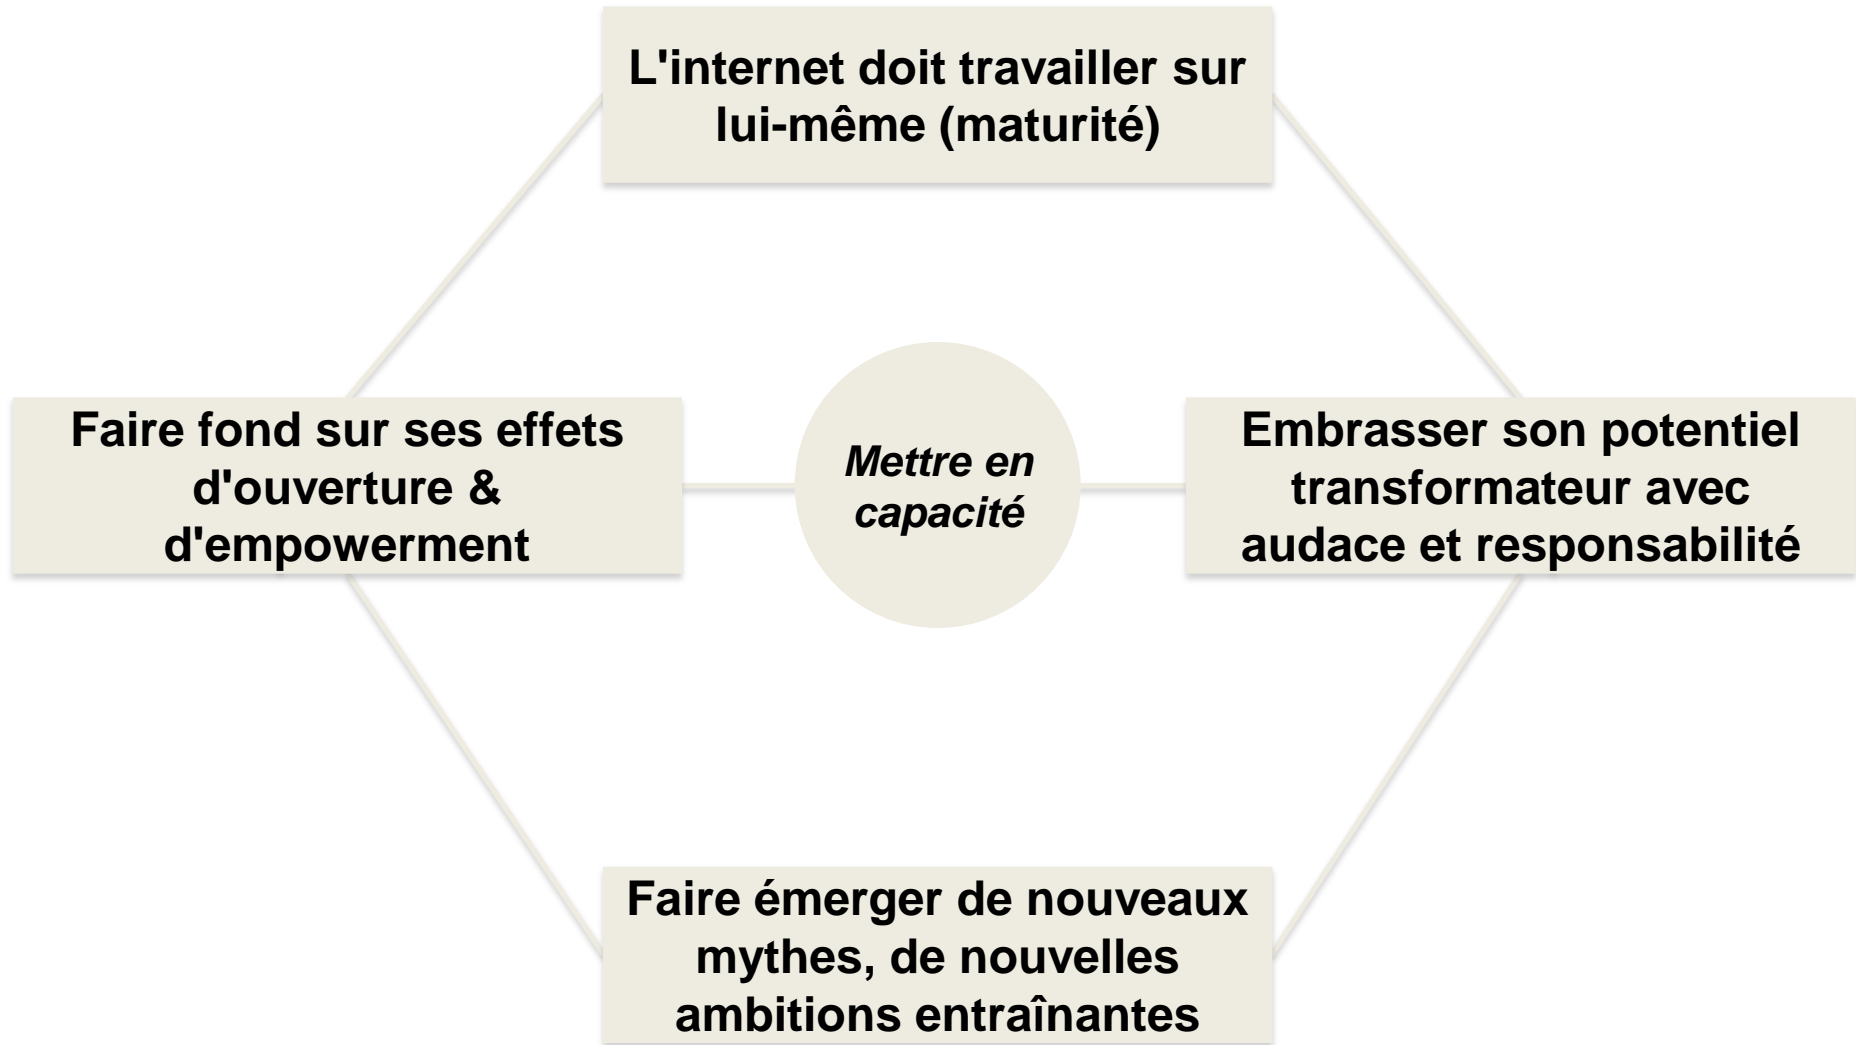 L'internet doit travailler sur
lui-même (maturité)
Faire fond sur ses effets
d'ouverture &
d'empowerment
Mettre en
capacité
Embrasser son potentiel
transformateur avec
audace et responsabilité
Faire émerger de nouveaux
mythes, de nouvelles
ambitions entraînantes